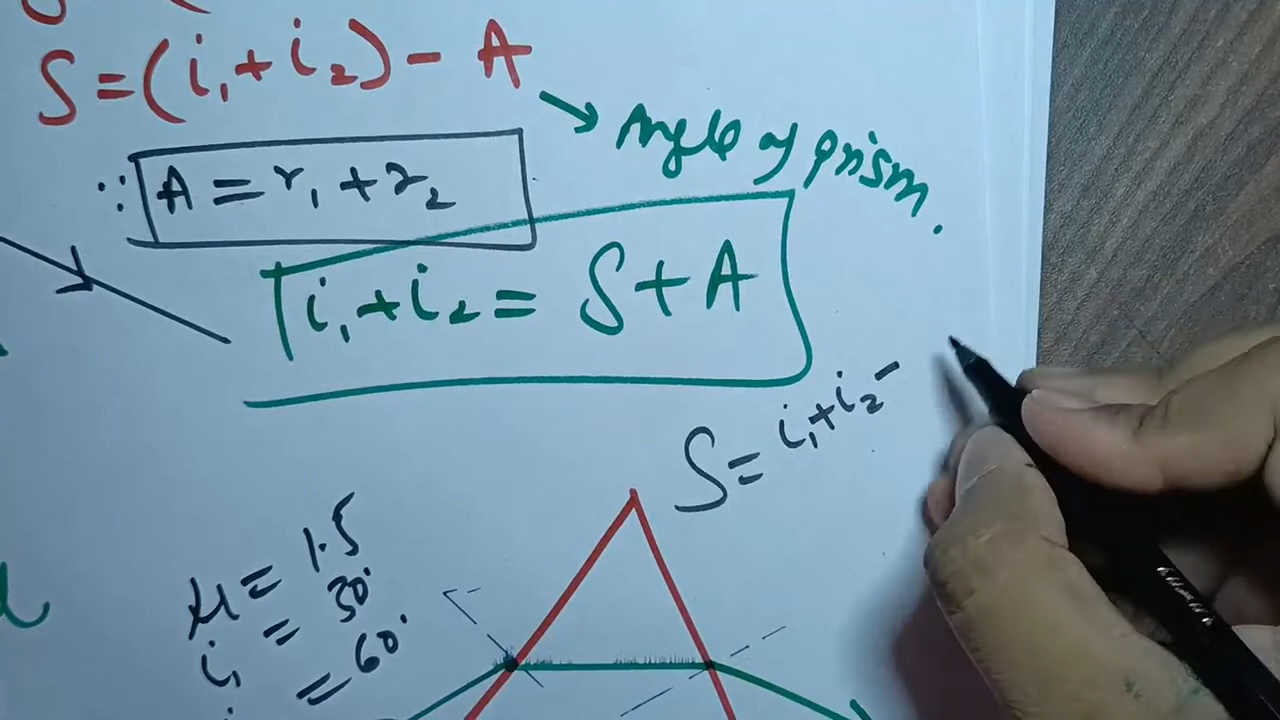 S=(i₁+i₂)- A
Angle of prism.
∵ A = r₁ + r₂
i₁+i₂ = S+A
S= i₁+i₂ -
μ = 1.5
i₁ = 30°
= 60°